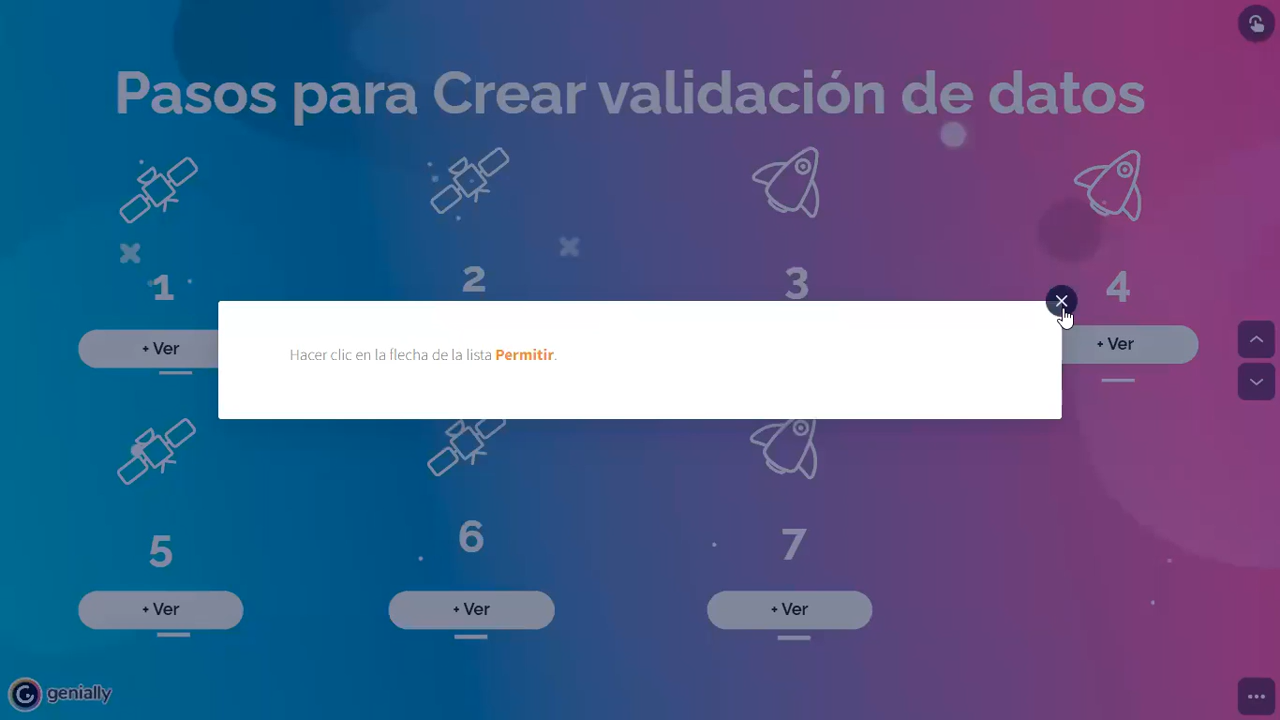 Pasos para Crear validación de datos
1
2
3
4
+ Ver
+ Ver
Hacer clic en la flecha de la lista Permitir.
5
6
7
+ Ver
+ Ver
+ Ver
genially